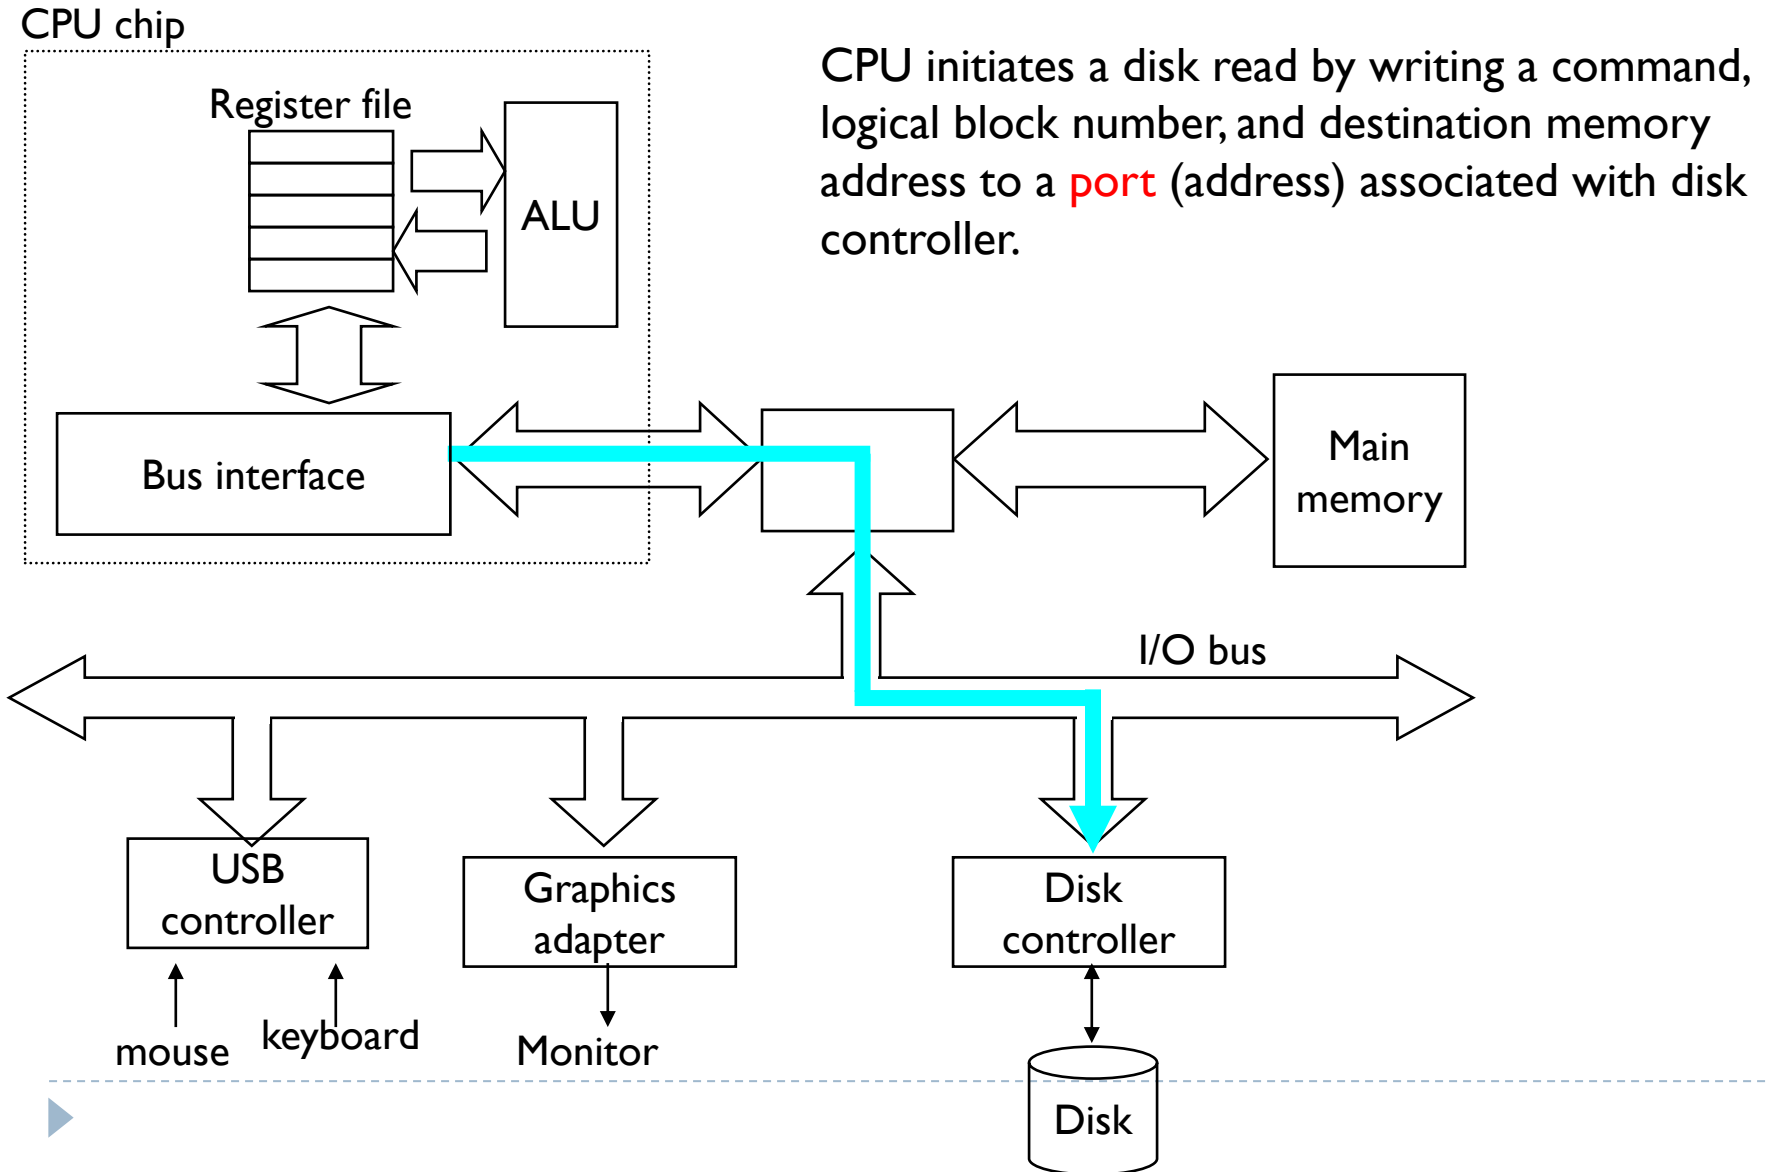 CPU chip
CPU initiates a disk read by writing a command,
logical block number, and destination memory
address to a port (address) associated with disk
controller.
Register file
ALU
Bus interface
Main
memory
I/O bus
USB
controller
Graphics
adapter
Disk
controller
mouse
keyboard
Monitor
Disk